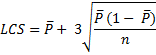 LCS = P̄ + 3√(P̄ (1 − P̄) / n)